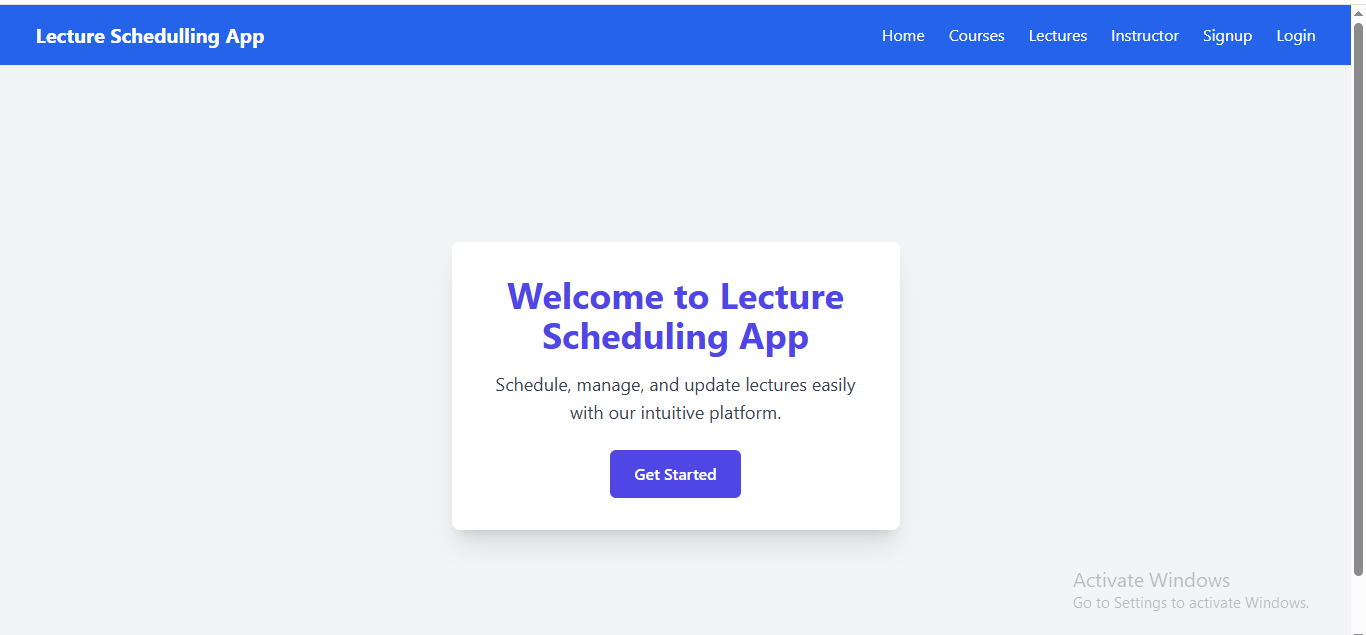 Lecture Schedulling App
Home Courses Lectures Instructor Signup Login
Welcome to Lecture
Scheduling App
Schedule, manage, and update lectures easily
with our intuitive platform.
Get Started
Activate Windows
Go to Settings to activate Windows.